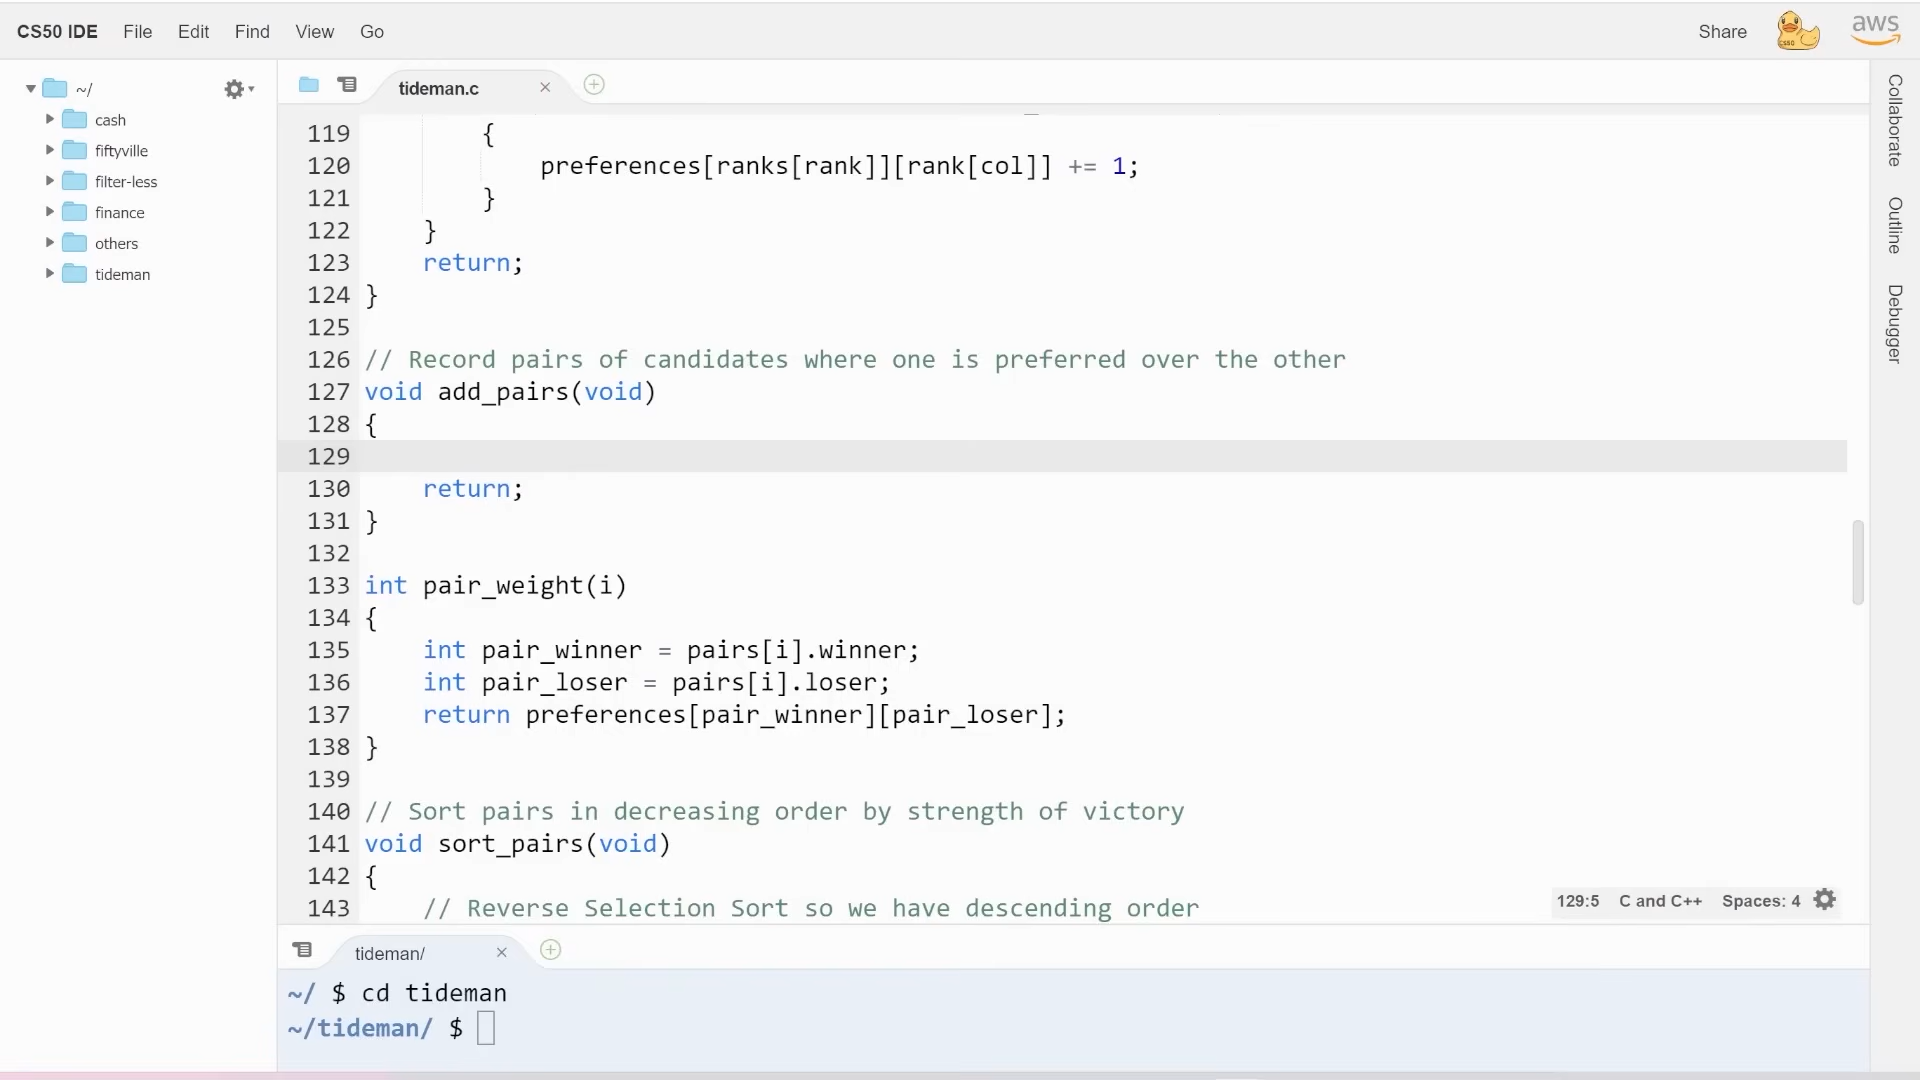 CS50 IDE File Edit Find View Go Share aws
~/
cash
fiftyville
filter-less
finance
others
tideman
tideman.c
119 {
120 preferences[ranks[rank]][rank[col]] += 1;
121 }
122 }
123 return;
124 }
125
126 // Record pairs of candidates where one is preferred over the other
127 void add_pairs(void)
128 {
129
130 return;
131 }
132
133 int pair_weight(i)
134 {
135 int pair_winner = pairs[i].winner;
136 int pair_loser = pairs[i].loser;
137 return preferences[pair_winner][pair_loser];
138 }
139
140 // Sort pairs in decreasing order by strength of victory
141 void sort_pairs(void)
142 {
143 // Reverse Selection Sort so we have descending order
129:5 C and C++ Spaces: 4
tideman/
~/ $ cd tideman
~/tideman/ $
Collaborate
Outline
Debugger